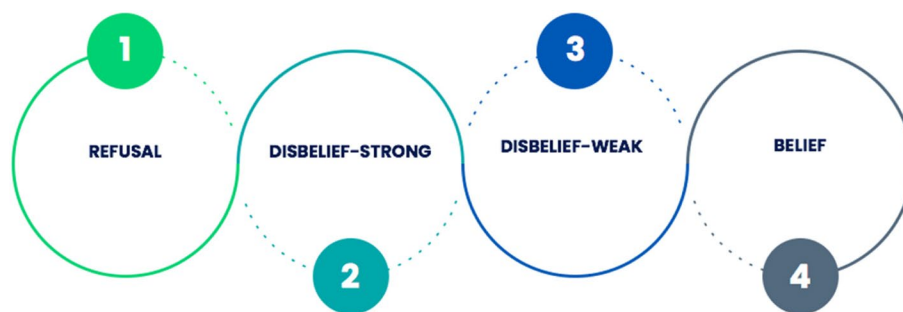 1
REFUSAL
2
DISBELIEF-STRONG
3
DISBELIEF-WEAK
4
BELIEF